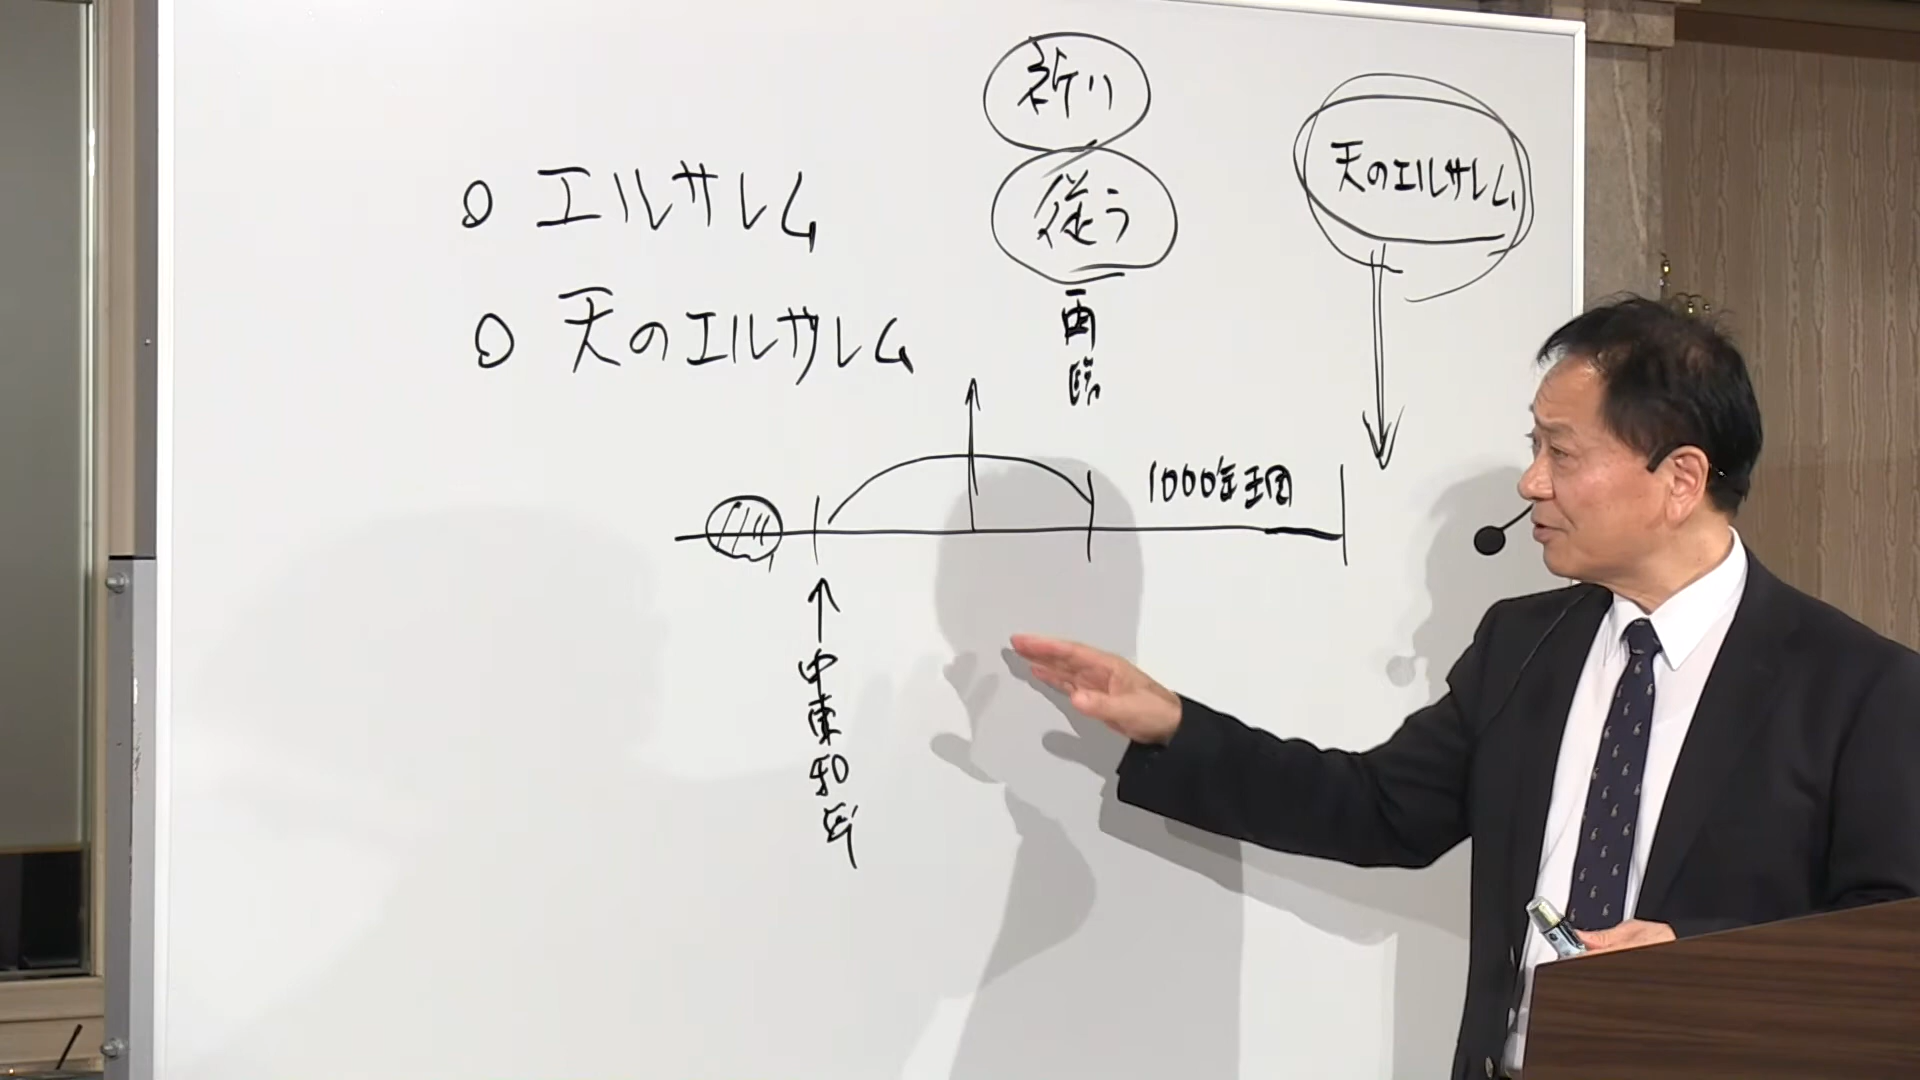 祈り
従う
再臨
天のエルサレム
○ エルサレム
○ 天のエルサレム
1000年王国
中東和平